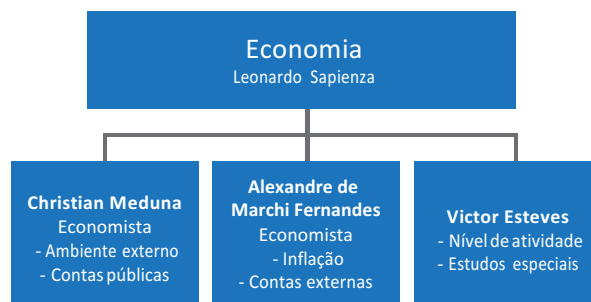 Economia
Leonardo Sapienza
Christian Meduna
Economista
- Ambiente externo
- Contas públicas
Alexandre de
Marchi Fernandes
Economista
- Inflação
- Contas externas
Victor Esteves
- Nível de atividade
- Estudos especiais